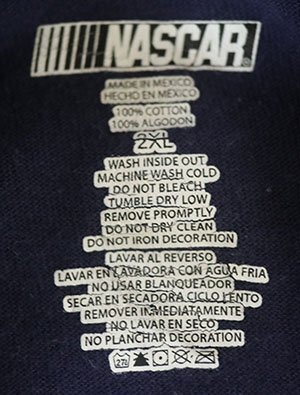 NASCAR
MADE IN MEXICO
HECHO EN MEXICO
100% COTTON
100% ALGODON
2XL
WASH INSIDE OUT
MACHINE WASH COLD
DO NOT BLEACH
TUMBLE DRY LOW
REMOVE PROMPTLY
DO NOT DRY CLEAN
DO NOT IRON DECORATION
LAVAR AL REVERSO
LAVAR EN LAVADORA CON AGUA FRIA
NO USAR BLANQUEADOR
SECAR EN SECADORA CICLO LENTO
REMOVER INMEDIATAMENTE
NO LAVAR EN SECO
NO PLANCHAR DECORATION